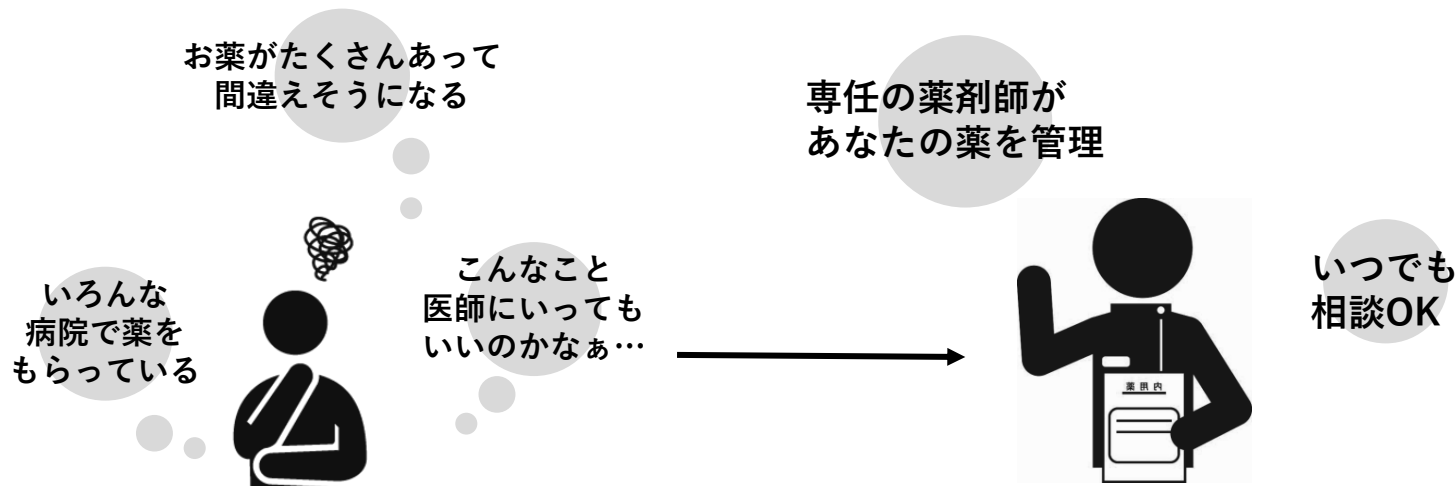 お薬がたくさんあって
間違えそうになる
いろんな
病院で薬を
もらっている
こんなこと
医師にいっても
いいのかなぁ…
専任の薬剤師が
あなたの薬を管理
いつでも
相談OK
薬用内